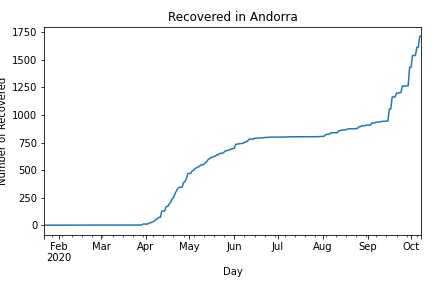 Recovered in Andorra
Number of Recovered
1750
1500
1250
1000
750
500
250
0
Feb Mar Apr May Jun Jul Aug Sep Oct
2020
Day